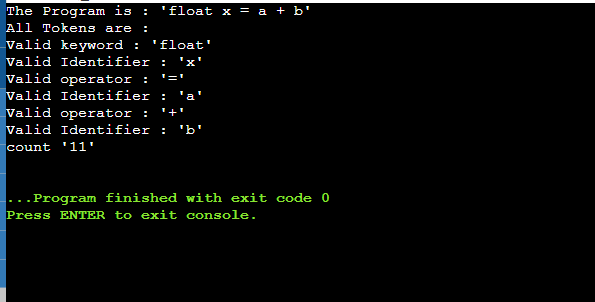 The Program is : 'float x = a + b'
All Tokens are :
Valid keyword : 'float'
Valid Identifier : 'x'
Valid operator : '='
Valid Identifier : 'a'
Valid operator : '+'
Valid Identifier : 'b'
count '11'
...Program finished with exit code 0
Press ENTER to exit console.